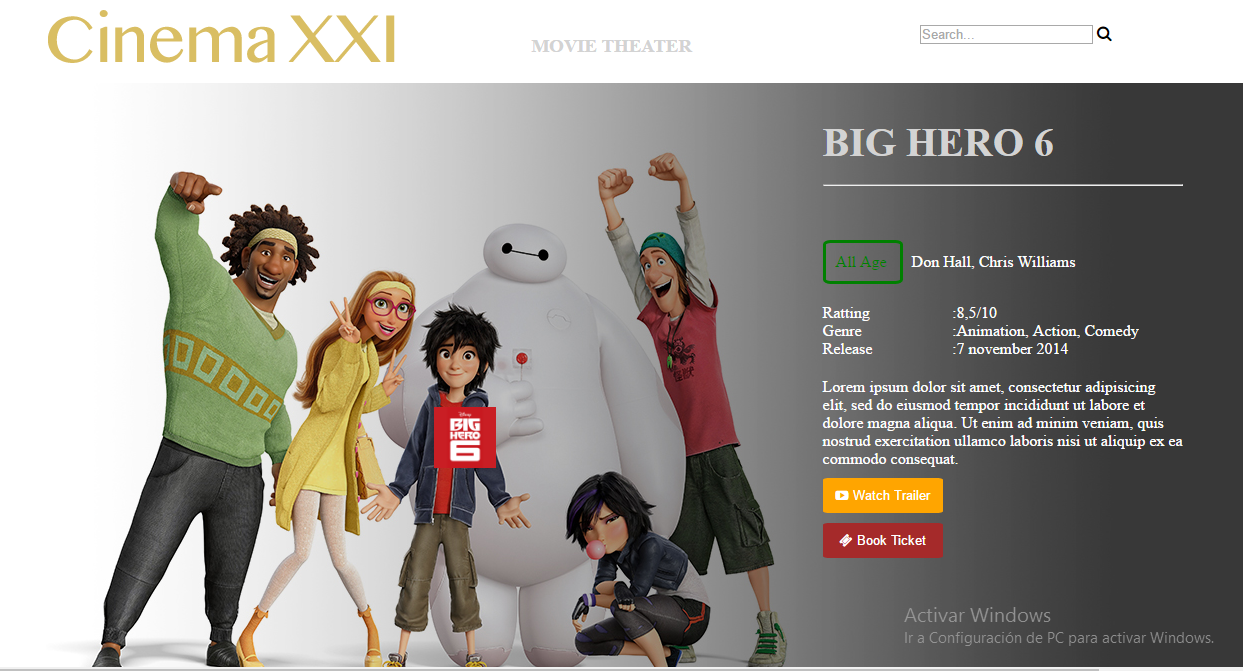 Cinema XXI
MOVIE THEATER
Search...
BIG HERO 6
All Age
Don Hall, Chris Williams
Ratting :8,5/10
Genre :Animation, Action, Comedy
Release :7 november 2014
Lorem ipsum dolor sit amet, consectetur adipisicing
elit, sed do eiusmod tempor incididunt ut labore et
dolore magna aliqua. Ut enim ad minim veniam, quis
nostrud exercitation ullamco laboris nisi ut aliquip ex ea
commodo consequat.
Watch Trailer
Book Ticket
Disney
BIG
HERO
6
Activar Windows
Ir a Configuración de PC para activar Windows.